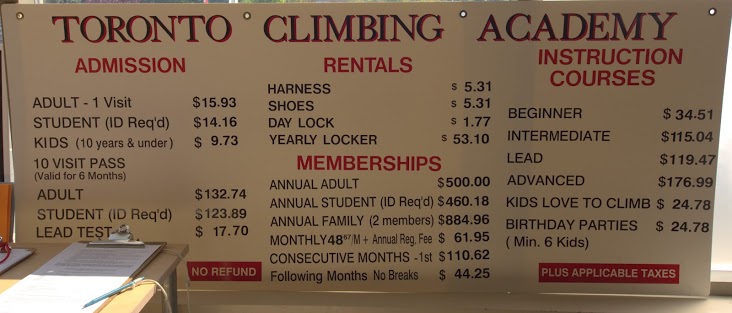 TORONTO CLIMBING ACADEMY
ADMISSION
ADULT - 1 Visit $15.93
STUDENT (ID Req'd) $14.16
KIDS (10 years & under) $ 9.73
10 VISIT PASS
(Valid for 6 Months)
ADULT $132.74
STUDENT (ID Req'd) $123.89
LEAD TEST $ 17.70
NO REFUND
RENTALS
HARNESS $ 5.31
SHOES $ 5.31
DAY LOCK $ 1.77
YEARLY LOCKER $ 53.10
MEMBERSHIPS
ANNUAL ADULT $500.00
ANNUAL STUDENT (ID Req'd) $460.18
ANNUAL FAMILY (2 members) $884.96
MONTHLY 48 /M + Annual Reg, Fee $ 61.95
CONSECUTIVE MONTHS - 1st $110.62
Following Months No Breaks $ 44.25
INSTRUCTION
COURSES
BEGINNER $ 34.51
INTERMEDIATE $115.04
LEAD $119.47
ADVANCED $176.99
KIDS LOVE TO CLIMB $ 24.78
BIRTHDAY PARTIES $ 24.78
( Min. 6 Kids)
PLUS APPLICABLE TAXES